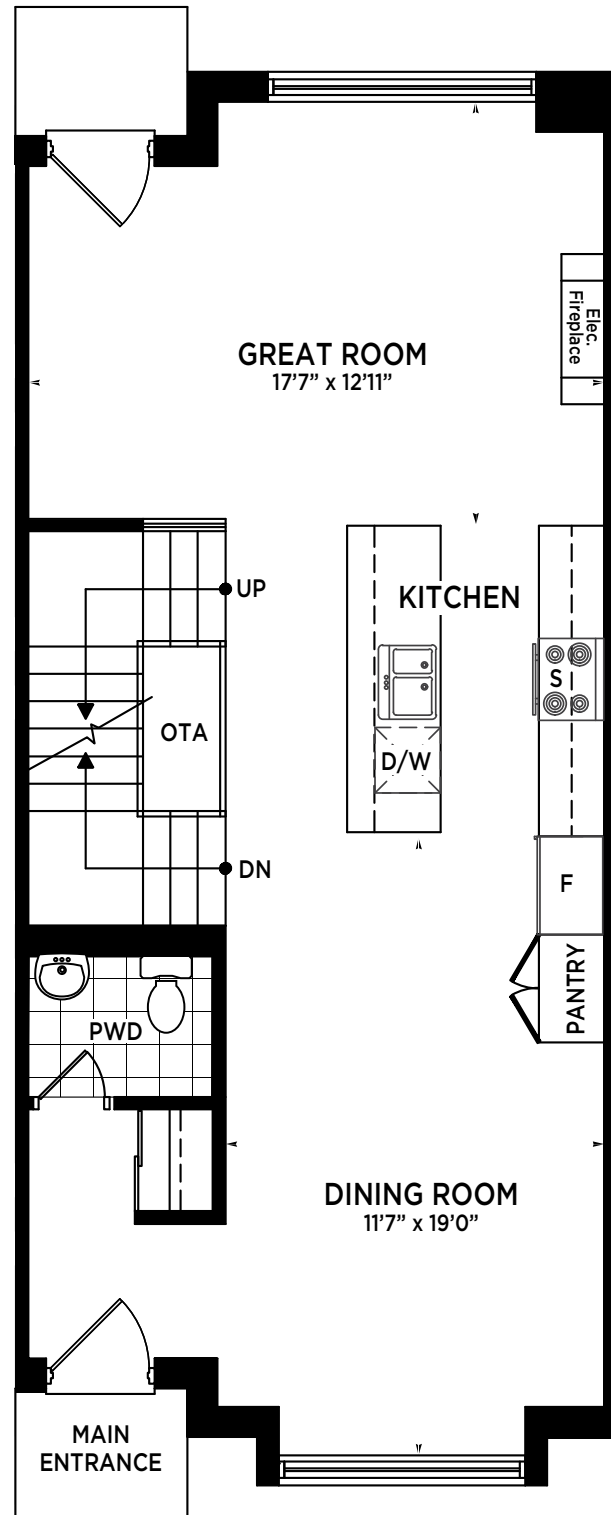 Elec.
Fireplace
GREAT ROOM
17'7” x 12'11”
UP
KITCHEN
S
OTA
D/W
DN
F
PANTRY
PWD
DINING ROOM
11'7” x 19'0”
MAIN
ENTRANCE